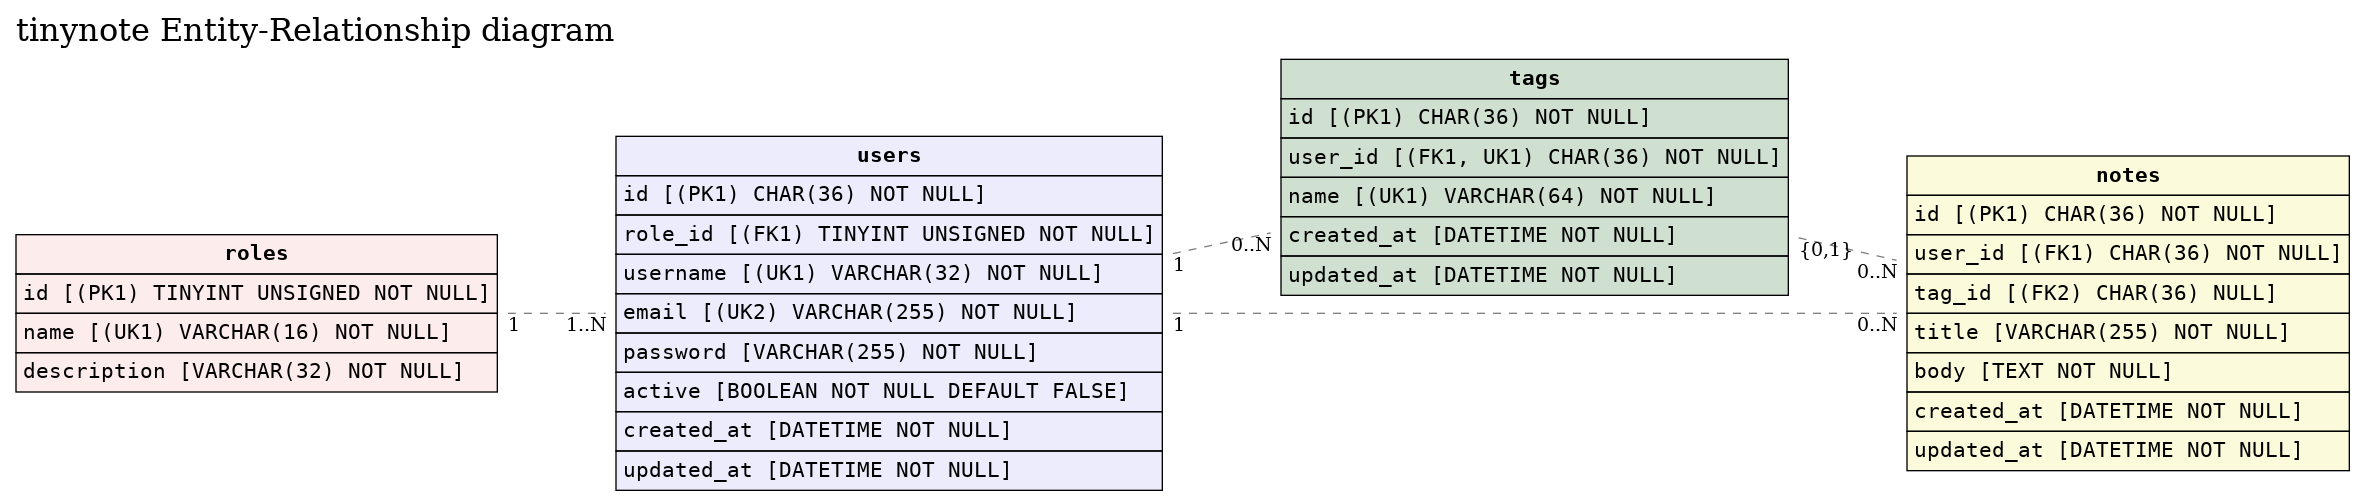 tinynote Entity-Relationship diagram
roles
id [(PK1) TINYINT UNSIGNED NOT NULL]
name [(UK1) VARCHAR(16) NOT NULL]
description [VARCHAR(32) NOT NULL]
1
1..N
users
id [(PK1) CHAR(36) NOT NULL]
role_id [(FK1) TINYINT UNSIGNED NOT NULL]
username [(UK1) VARCHAR(32) NOT NULL]
email [(UK2) VARCHAR(255) NOT NULL]
password [VARCHAR(255) NOT NULL]
active [BOOLEAN NOT NULL DEFAULT FALSE]
created_at [DATETIME NOT NULL]
updated_at [DATETIME NOT NULL]
1
0..N
1
0..N
tags
id [(PK1) CHAR(36) NOT NULL]
user_id [(FK1, UK1) CHAR(36) NOT NULL]
name [(UK1) VARCHAR(64) NOT NULL]
created_at [DATETIME NOT NULL]
updated_at [DATETIME NOT NULL]
{0,1}
0..N
notes
id [(PK1) CHAR(36) NOT NULL]
user_id [(FK1) CHAR(36) NOT NULL]
tag_id [(FK2) CHAR(36) NULL]
title [VARCHAR(255) NOT NULL]
body [TEXT NOT NULL]
created_at [DATETIME NOT NULL]
updated_at [DATETIME NOT NULL]